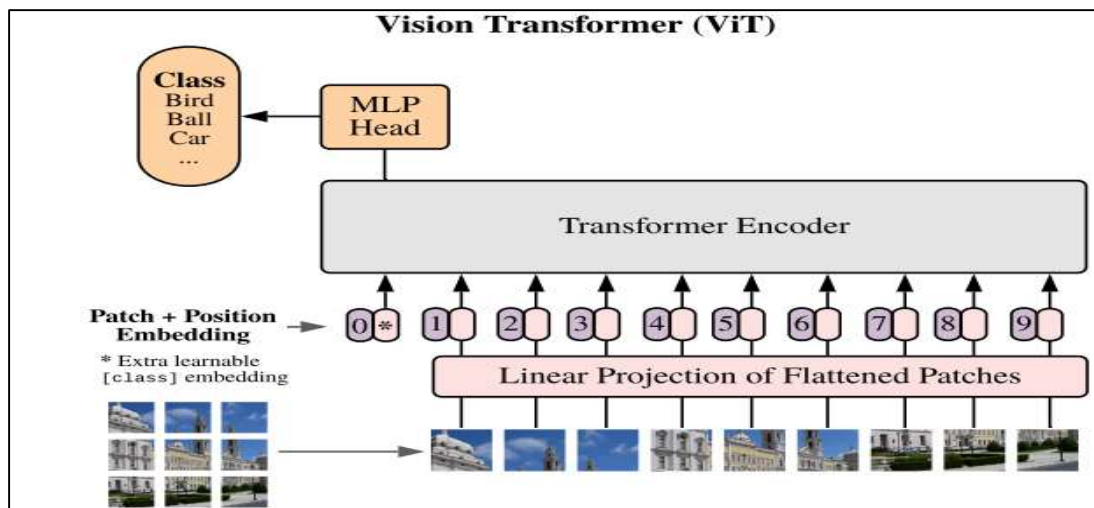 Vision Transformer (ViT)
Class
Bird
Ball
Car
...
MLP
Head
Transformer Encoder
Patch + Position
Embedding
* Extra learnable
[class] embedding
0 * 1 2 3 4 5 6 7 8 9
Linear Projection of Flattened Patches